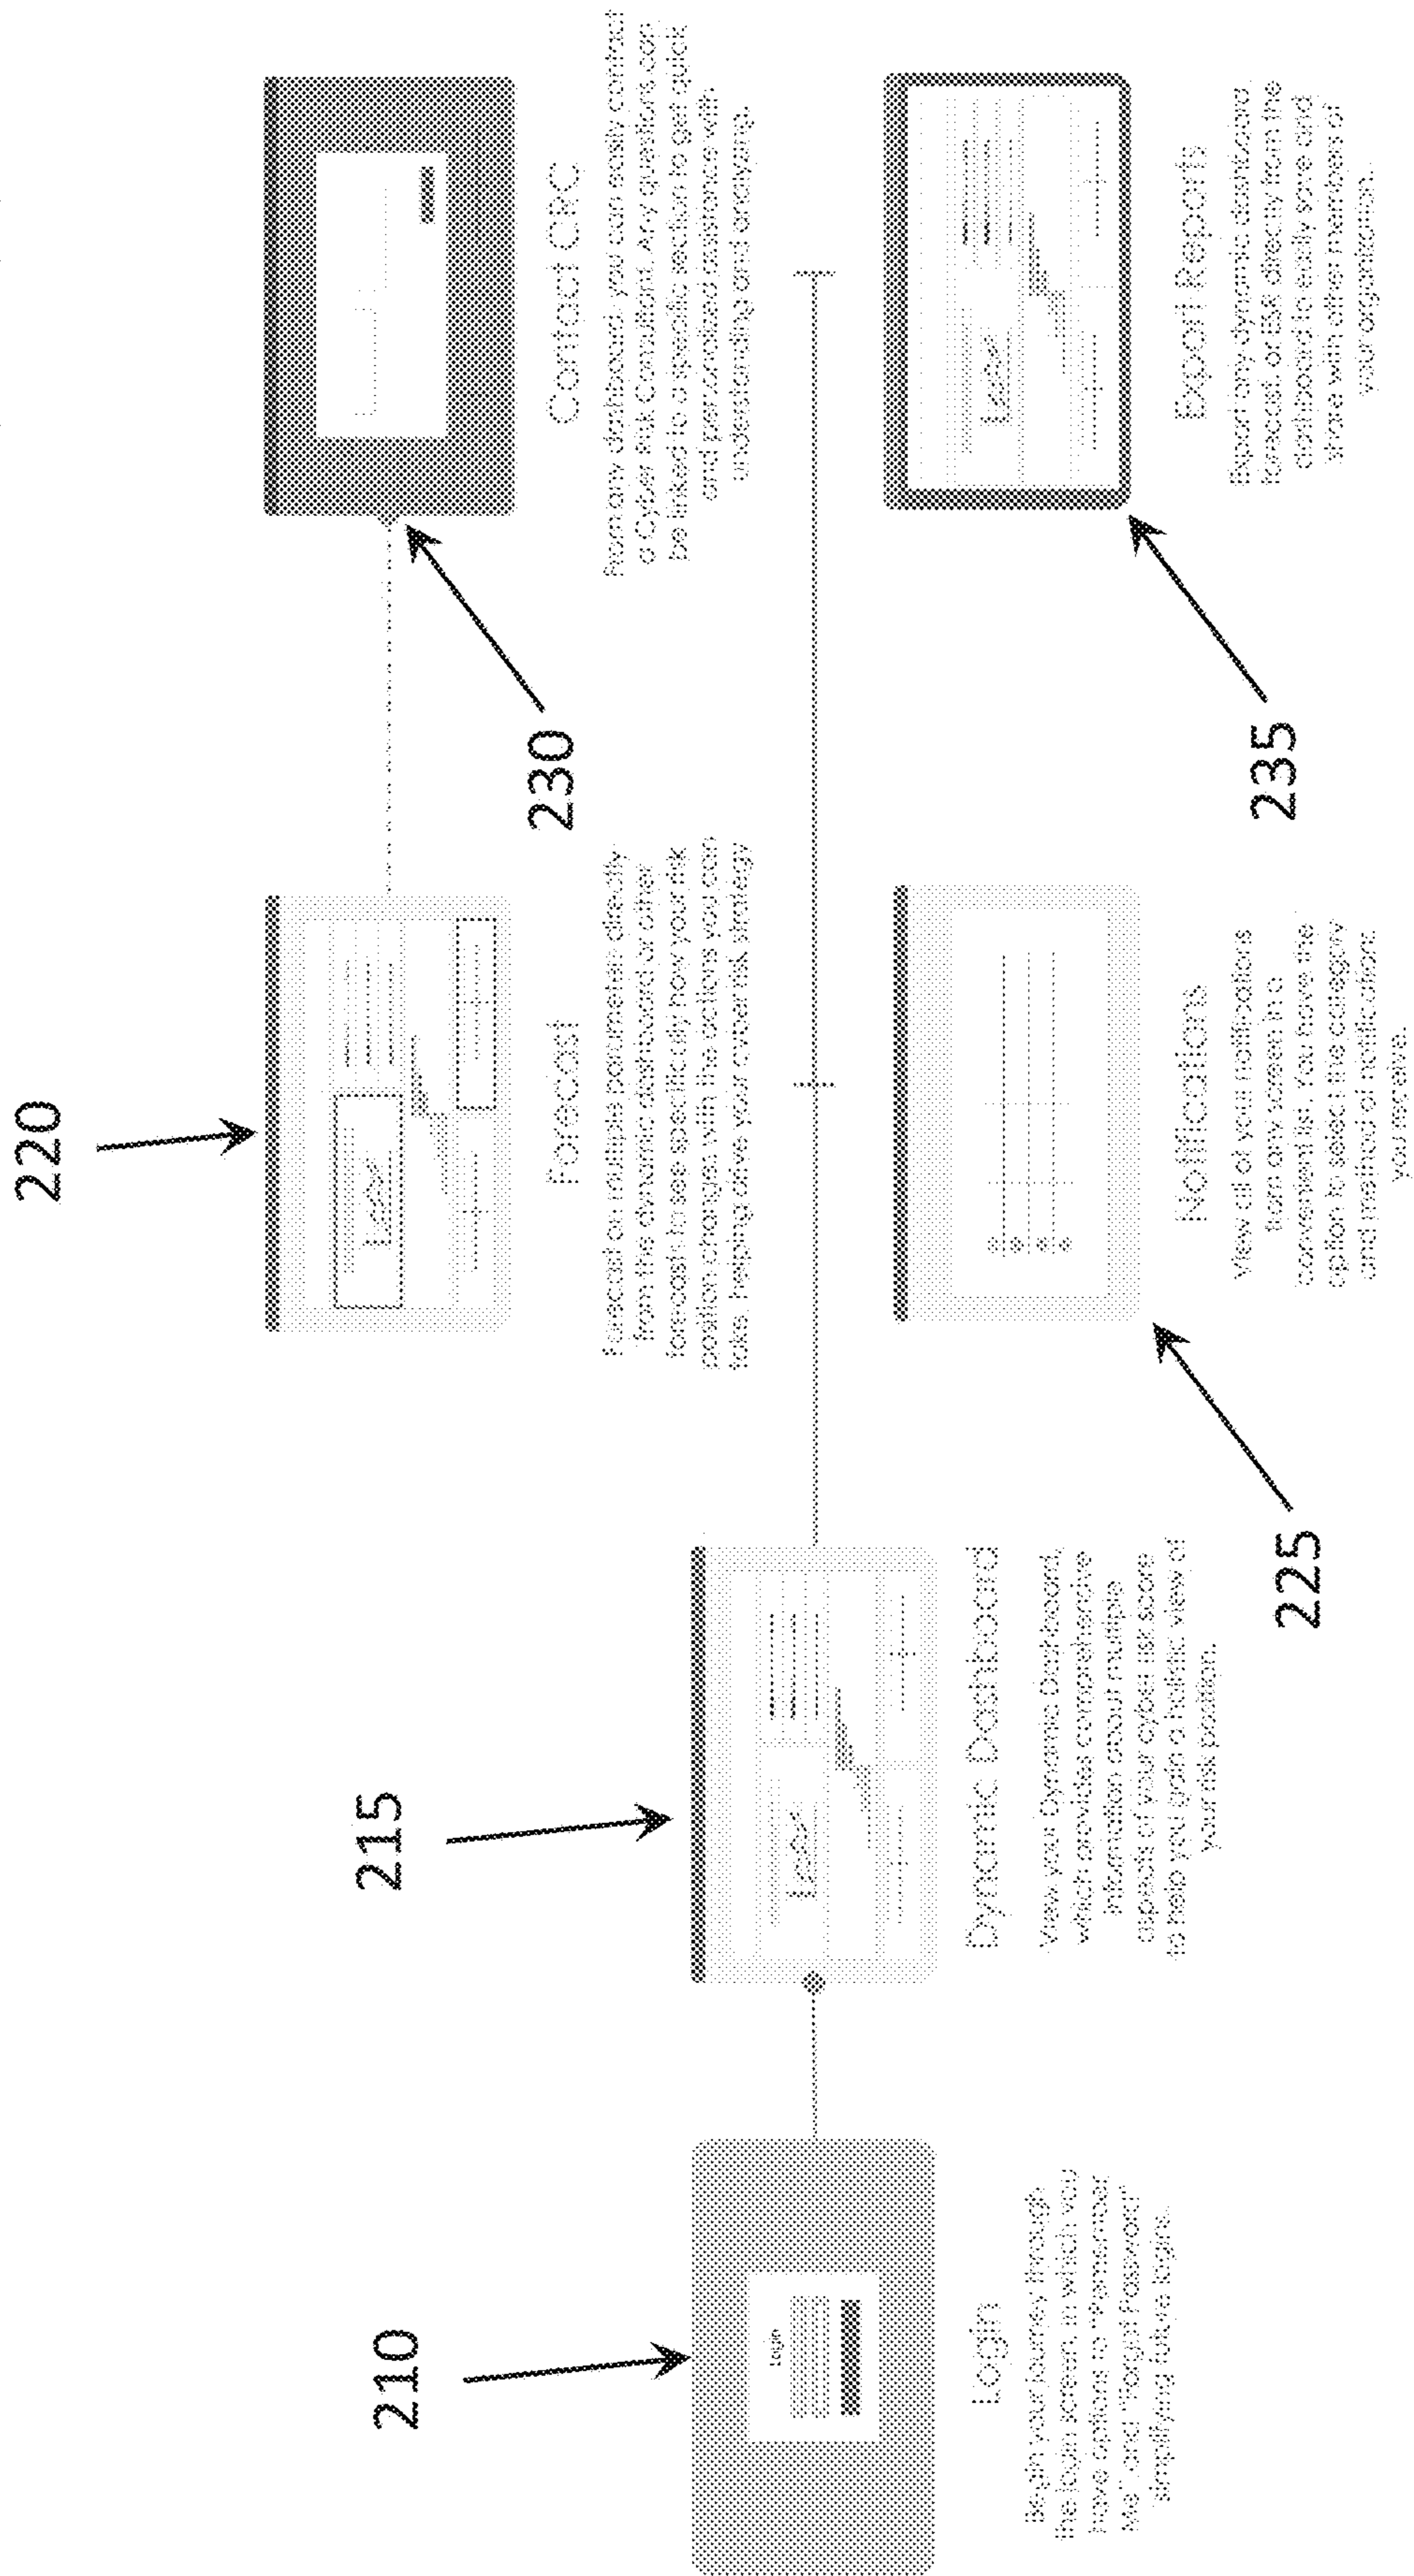 220
215
210
Forecast
Forecast on multiple parameters directly
from the dynamic dashboard or other
forecasts to see specifically how your risk
position changes with the actions you can
take, helping drive your cyber risk strategy
230
Contact CRC
From any dashboard, you can easily contact
a Cyber Risk Consultant. Any questions can
be linked to a specific section to get quick
and personalized assistance with
understanding and analyzing.
Login
Login
Begin your journey through
the login screen, in which you
have options to "Remember
Me" and "Forgot Password"
simplifying future logins.
Dynamic Dashboard
View your Dynamic Dashboard,
which provides comprehensive
information about multiple
aspects of your cyber risk score
to help you gain a holistic view of
your risk position.
225
Notifications
View all of your notifications
from any screen in a
convenient list. You have the
option to select the category
and method of notifications
you receive.
235
Export Reports
Export any dynamic dashboard,
forecast, or EBR directly from the
dashboard to easily save and
share with other members of
your organization.